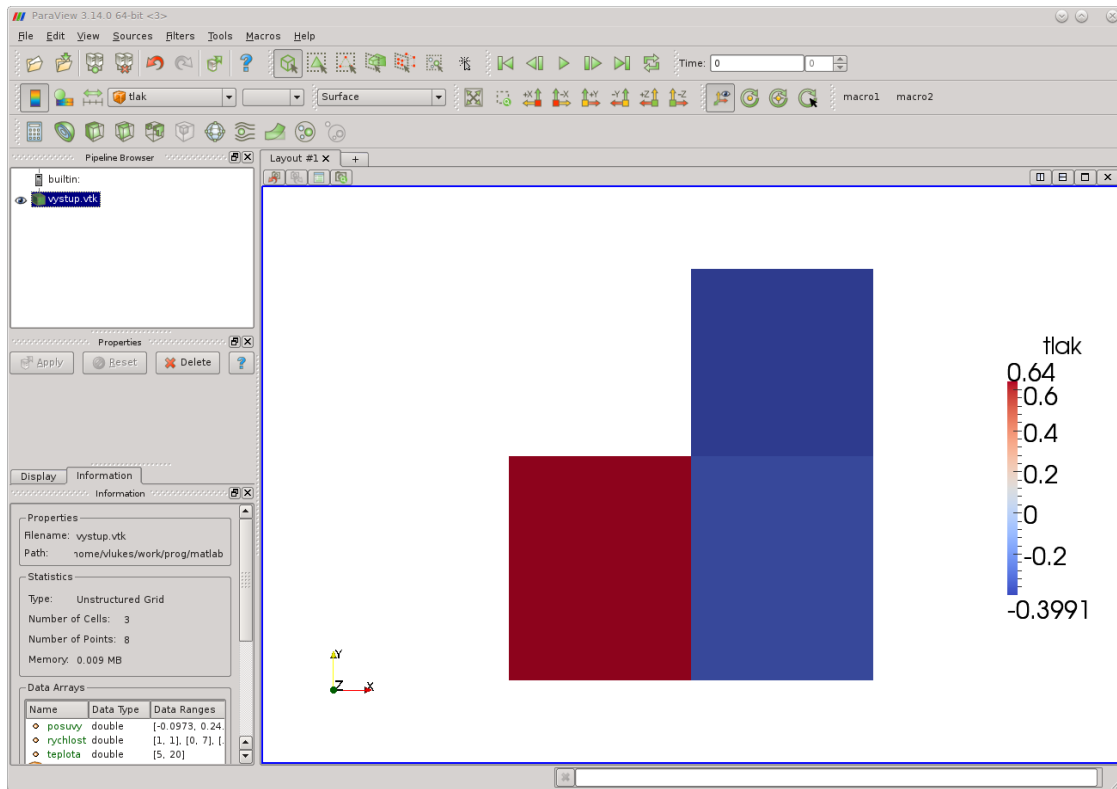 ParaView 3.14.0 64-bit <3>
File Edit View Sources Filters Tools Macros Help
Time: 0 0
tlak Surface +X -X +Y -Y +Z -Z macro1 macro2
Pipeline Browser
builtin:
vystup.vtk
Properties
Apply Reset Delete ?
Display Information
Information
Properties
Filename: vystup.vtk
Path: home/vlukes/work/prog/matlab
Statistics
Type: Unstructured Grid
Number of Cells: 3
Number of Points: 8
Memory: 0.009 MB
Data Arrays
Name Data Type Data Ranges
posuvy double [-0.0973, 0.24.
rychlost double [1, 1], [0, 7], [.
teplota double [5, 20]
Layout #1 X +
tlak
0.64
0.6
0.4
0.2
0
-0.2
-0.3991
Y
Z X